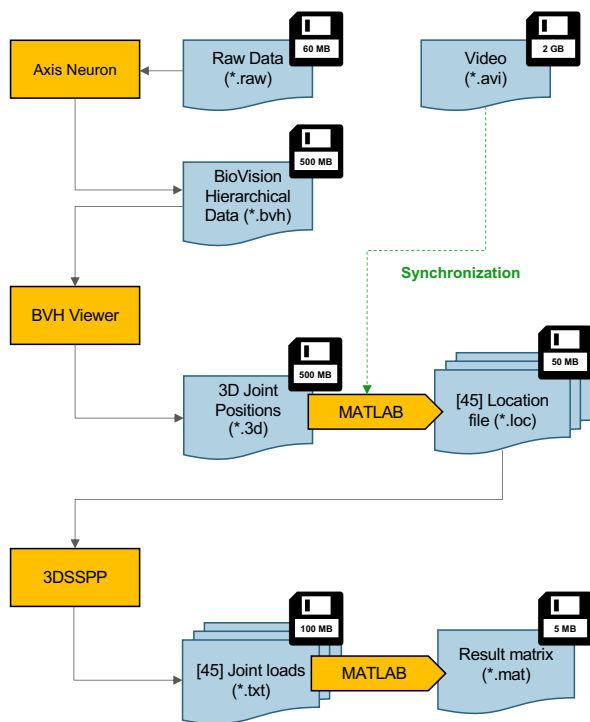 60 MB
2 GB
Axis Neuron
Raw Data
(*.raw)
Video
(*.avi)
500 MB
BioVision
Hierarchical
Data (*.bvh)
Synchronization
BVH Viewer
500 MB
50 MB
3D Joint
Positions
(*.3d)
MATLAB
[45] Location
file (*.loc)
3DSSPP
100 MB
5 MB
[45] Joint loads
(*.txt)
MATLAB
Result matrix
(*.mat)